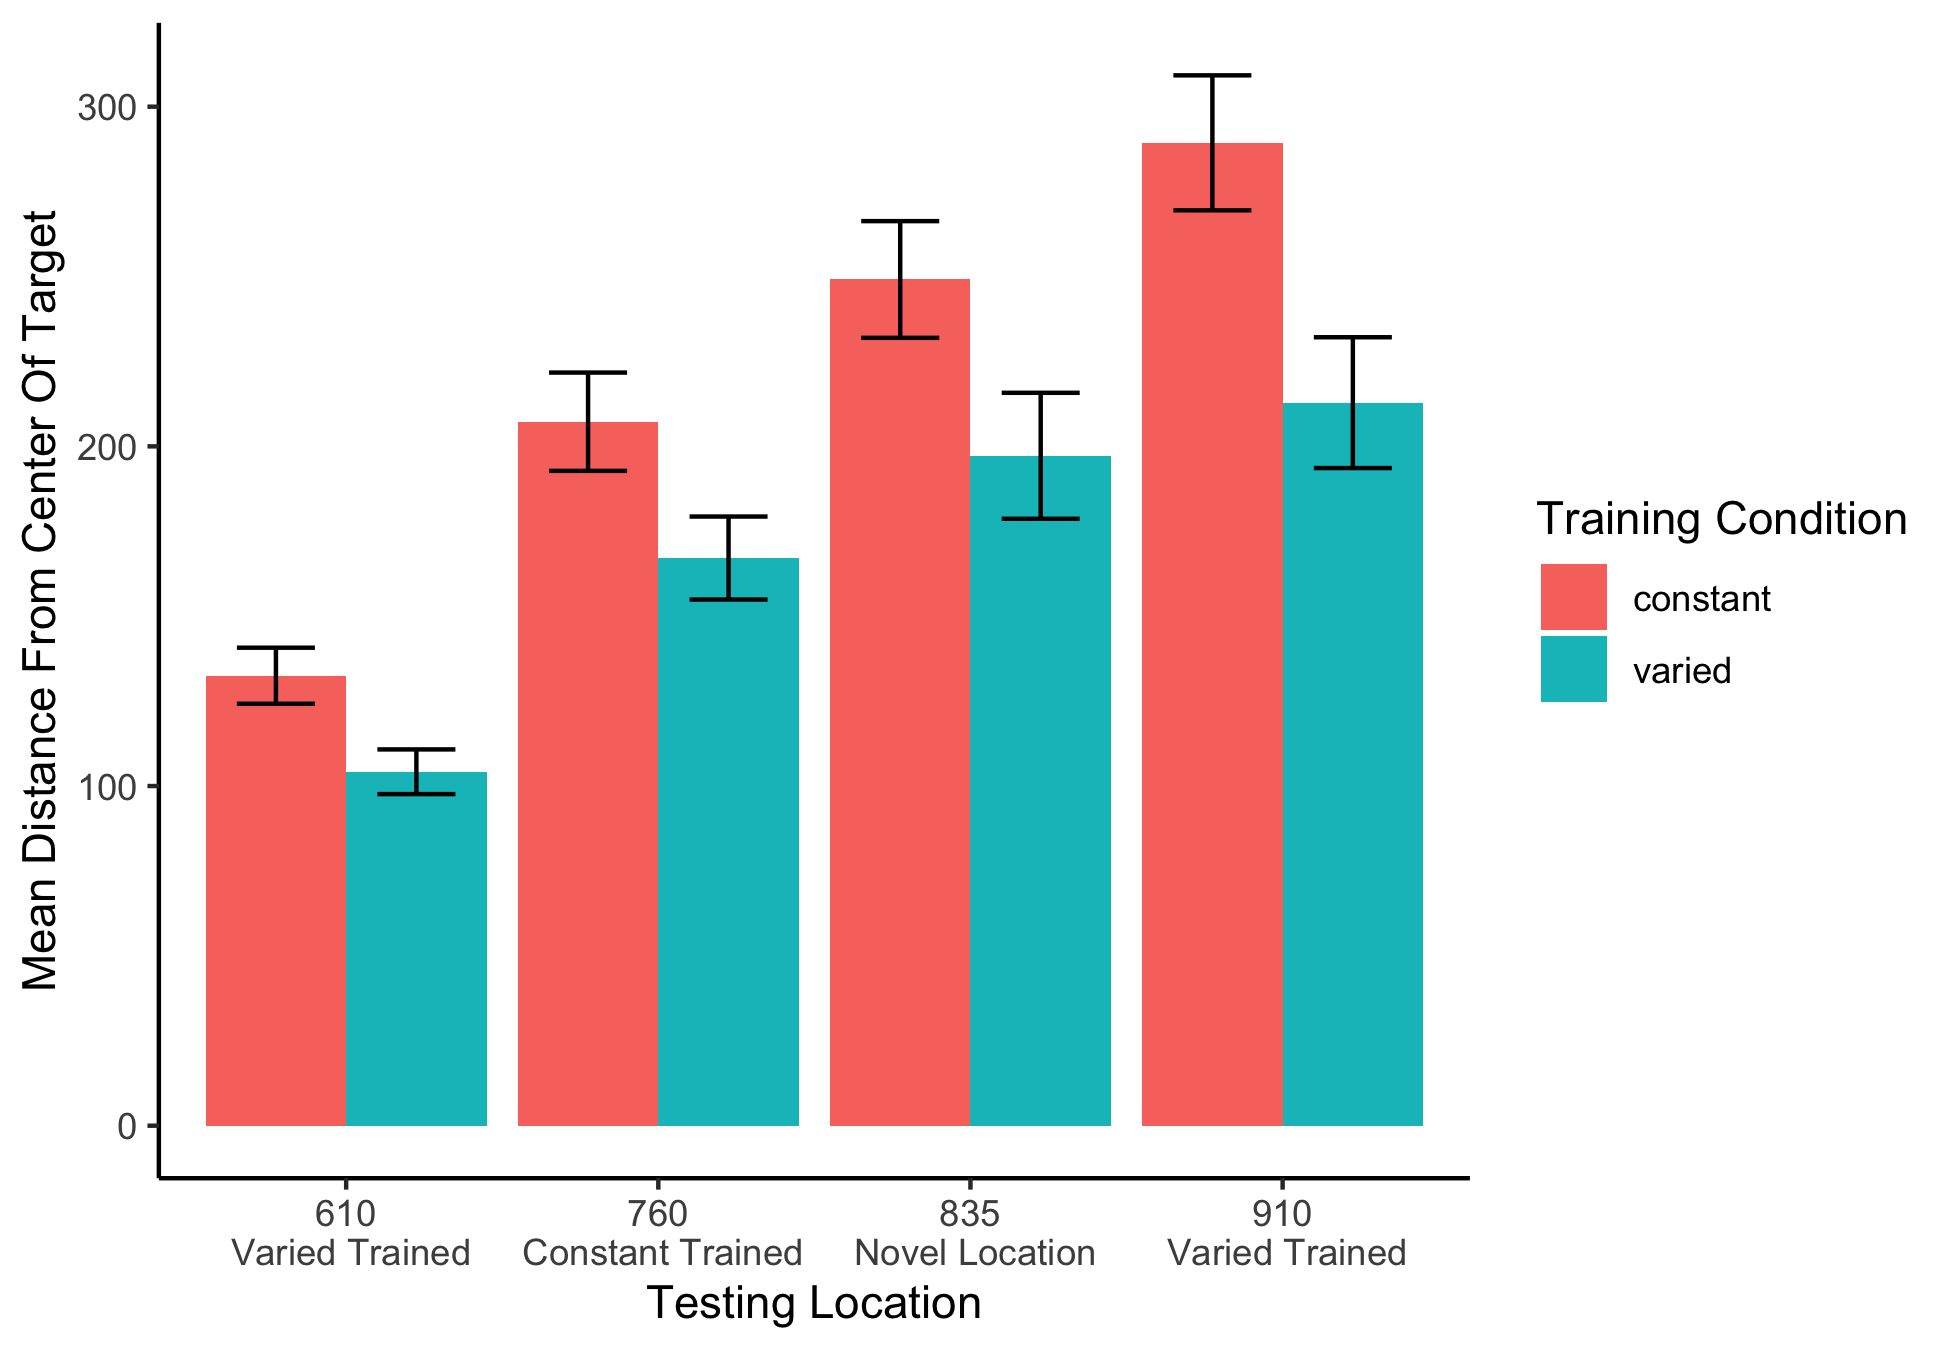 Mean Distance From Center Of Target
300
200
100
0
610
Varied Trained
760
Constant Trained
835
Novel Location
910
Varied Trained
Testing Location
Training Condition
constant
varied